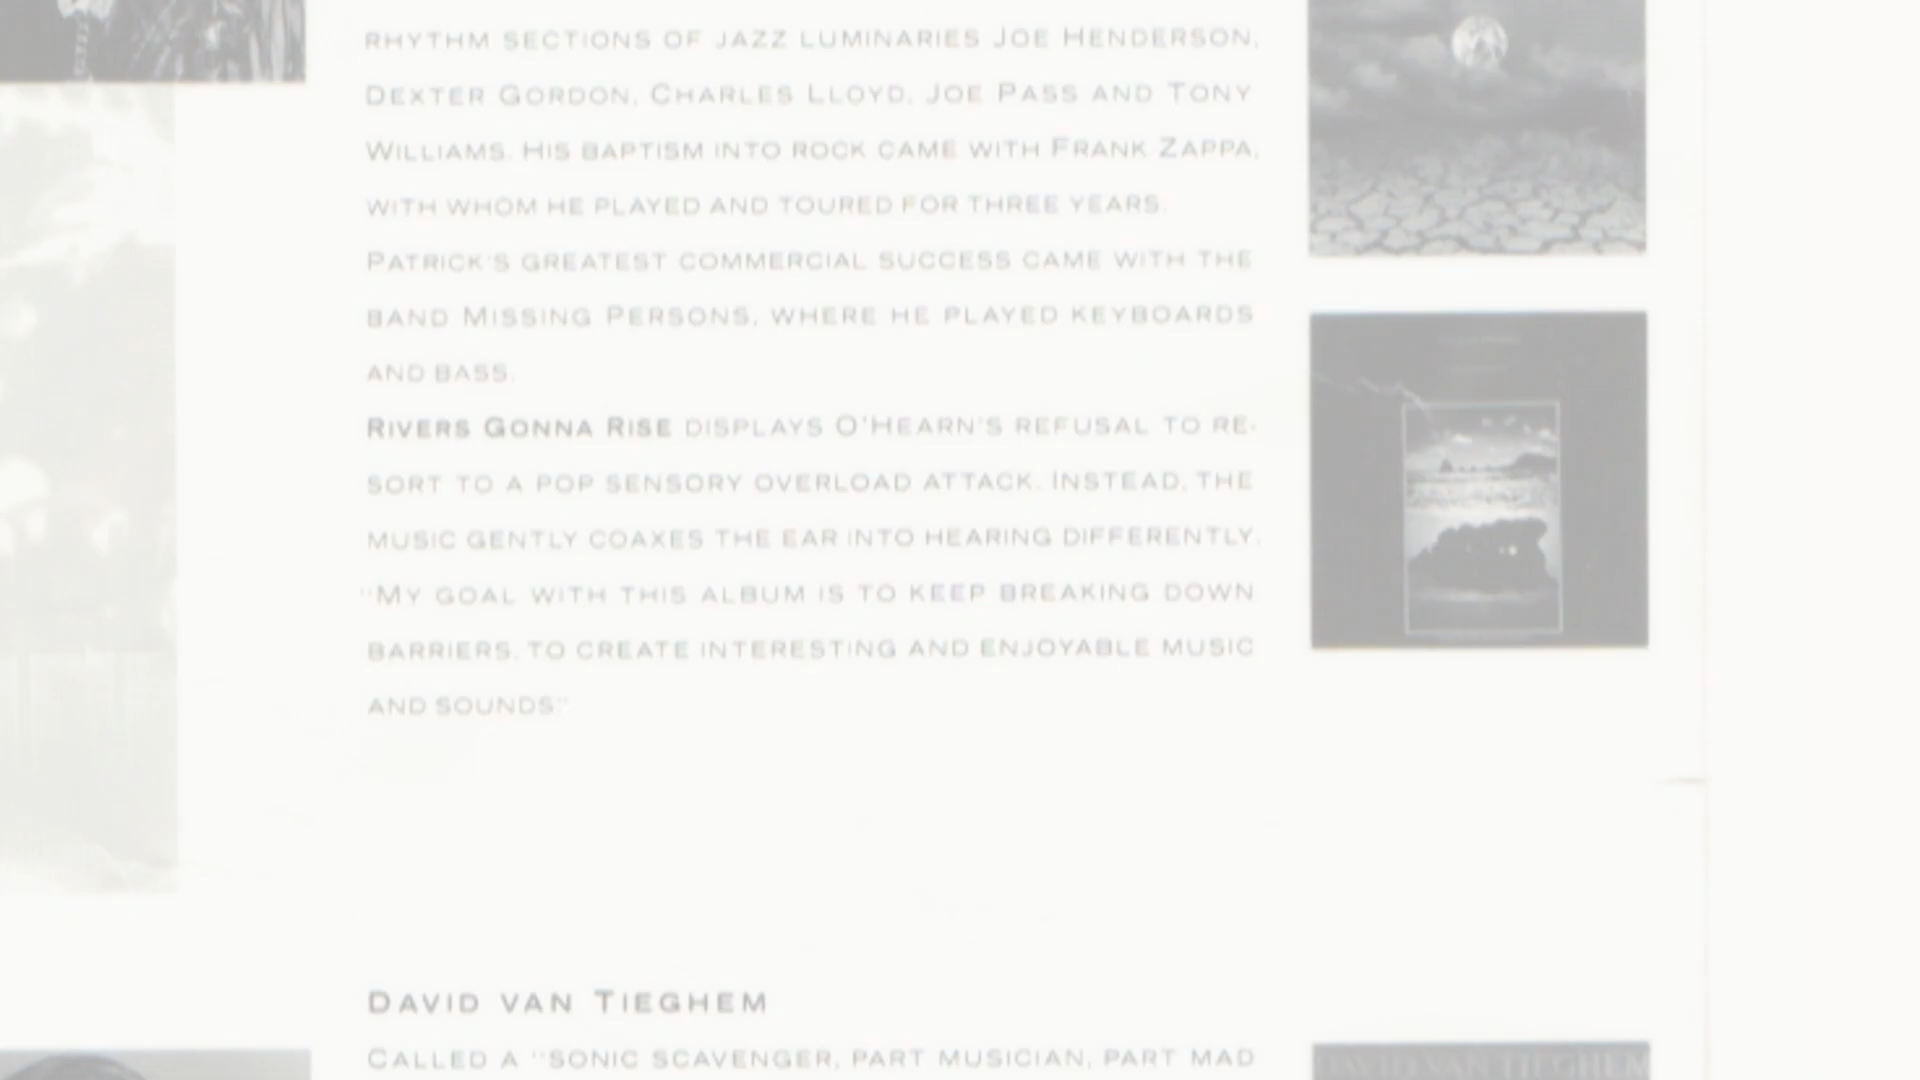 RHYTHM SECTIONS OF JAZZ LUMINARIES JOE HENDERSON,
DEXTER GORDON, CHARLES LLOYD, JOE PASS AND TONY
WILLIAMS. HIS BAPTISM INTO ROCK CAME WITH FRANK ZAPPA,
WITH WHOM HE PLAYED AND TOURED FOR THREE YEARS.
PATRICK'S GREATEST COMMERCIAL SUCCESS CAME WITH THE
BAND MISSING PERSONS, WHERE HE PLAYED KEYBOARDS
AND BASS.
RIVERS GONNA RISE DISPLAYS O'HEARN'S REFUSAL TO RE-
SORT TO A POP SENSORY OVERLOAD ATTACK. INSTEAD, THE
MUSIC GENTLY COAXES THE EAR INTO HEARING DIFFERENTLY.
"MY GOAL WITH THIS ALBUM IS TO KEEP BREAKING DOWN
BARRIERS, TO CREATE INTERESTING AND ENJOYABLE MUSIC
AND SOUNDS"
DAVID VAN TIEGHEM
CALLED A "SONIC SCAVENGER, PART MUSICIAN, PART MAD
DAVID VAN TIEGHEM